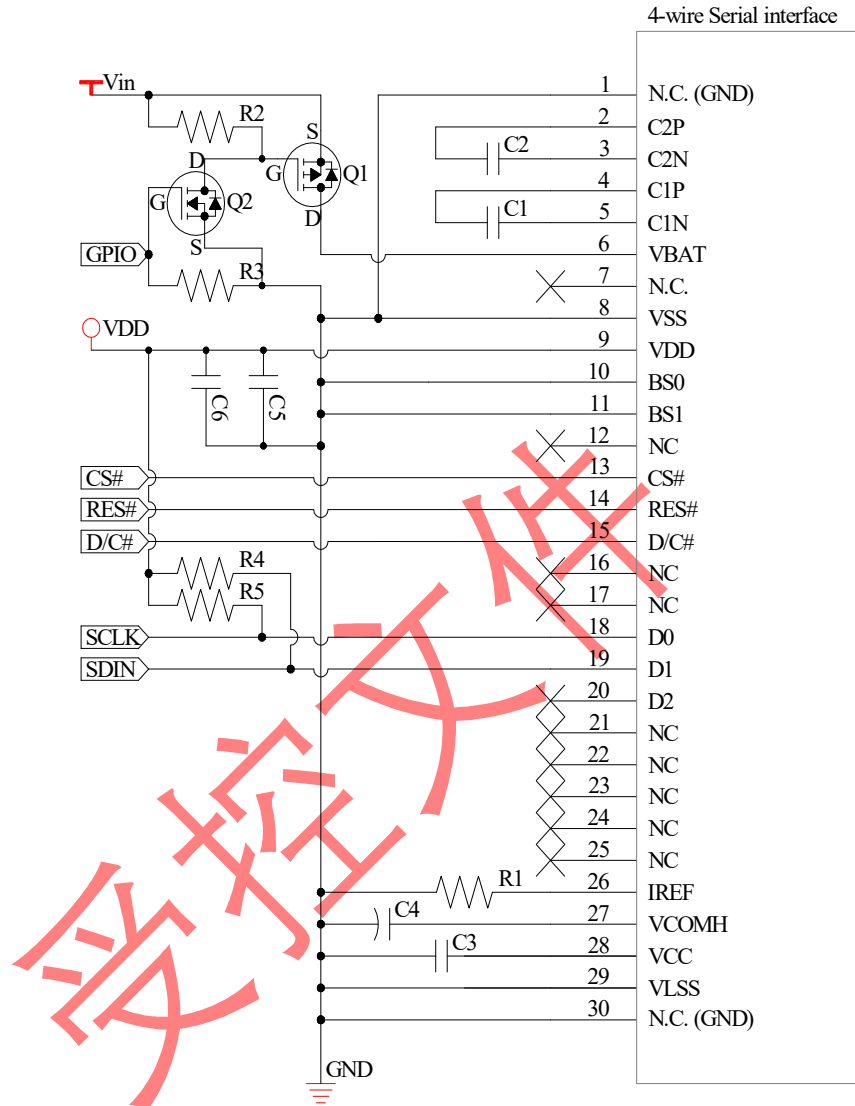 4-wire Serial interface
Vin
R2
S
G
Q1
D
D
G
Q2
S
GPIO
R3
VDD
C6
C5
CS#
RES#
D/C#
R4
R5
SCLK
SDIN
C2
C1
R1
C4
C3
GND
1 N.C. (GND)
2 C2P
3 C2N
4 C1P
5 C1N
6 VBAT
7 N.C.
8 VSS
9 VDD
10 BS0
11 BS1
12 NC
13 CS#
14 RES#
15 D/C#
16 NC
17 NC
18 D0
19 D1
20 D2
21 NC
22 NC
23 NC
24 NC
25 NC
26 IREF
27 VCOMH
28 VCC
29 VLSS
30 N.C. (GND)
受控文件